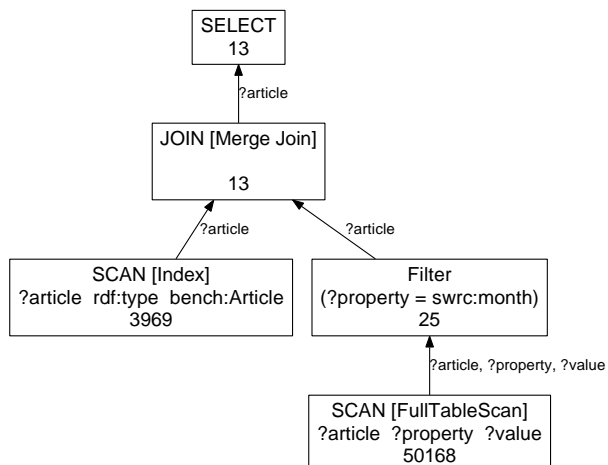 SELECT
13
?article
JOIN [Merge Join]
13
?article
?article
SCAN [Index]
?article rdf:type bench:Article
3969
Filter
(?property = swrc:month)
25
?article, ?property, ?value
SCAN [FullTableScan]
?article ?property ?value
50168